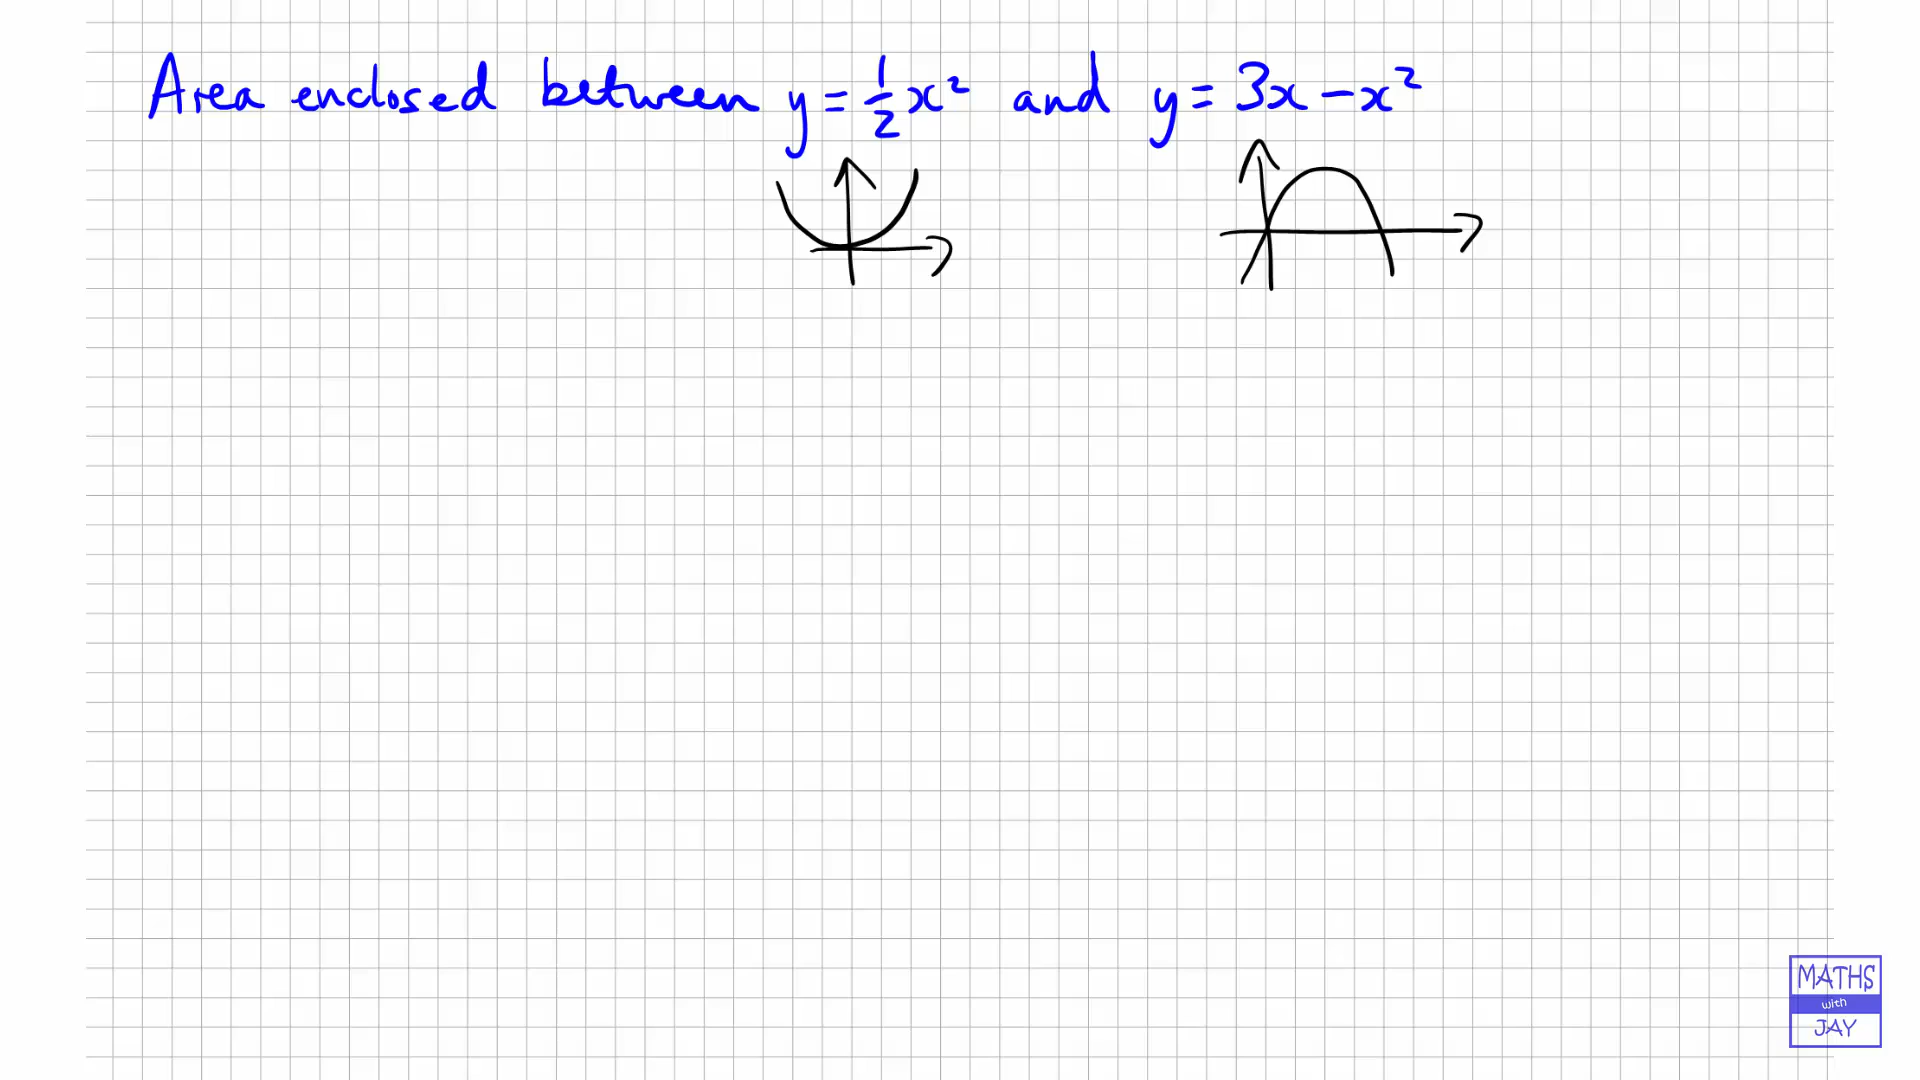 Area enclosed between y = ½x² and y = 3x - x²
MATHS
with
JAY